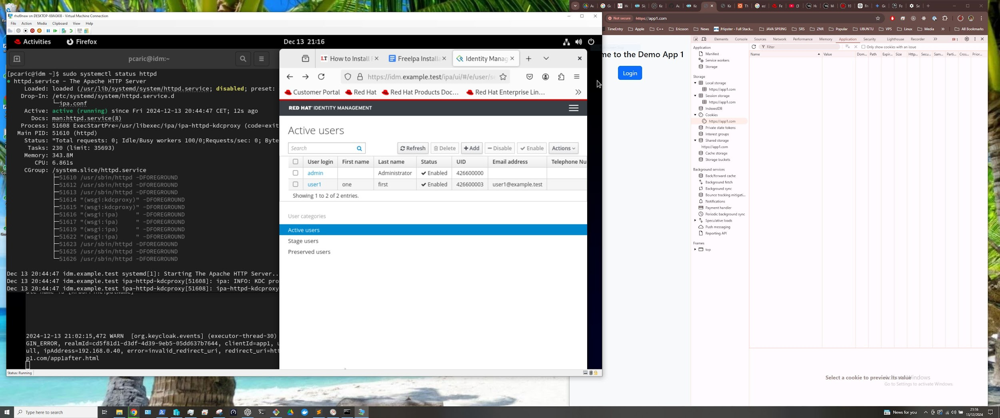 rhel9new on DESKTOP-69AGKI8 - Virtual Machine Connection
File Action Media Clipboard View Help
Activities Firefox
Dec 13 21:16
pcaric@idm:~
[pcaric@idm ~]$ sudo systemctl status httpd
● httpd.service - The Apache HTTP Server
Loaded: loaded (/usr/lib/systemd/system/httpd.service; disabled; preset:
Drop-In: /etc/systemd/system/httpd.service.d
└─ipa.conf
Active: active (running) since Fri 2024-12-13 20:44:47 CET; 12s ago
Docs: man:httpd.service(8)
Process: 51608 ExecStartPre=/usr/libexec/ipa/ipa-httpd-kdcproxy (code=exit
Main PID: 51610 (httpd)
Status: "Total requests: 0; Idle/Busy workers 100/0;Requests/sec: 0; Byte
Tasks: 230 (limit: 35693)
Memory: 343.8M
CPU: 6.861s
CGroup: /system.slice/httpd.service
├─51610 /usr/sbin/httpd -DFOREGROUND
├─51612 /usr/sbin/httpd -DFOREGROUND
├─51613 /usr/sbin/httpd -DFOREGROUND
├─51614 "(wsgi:kdcproxy)" -DFOREGROUND
├─51615 "(wsgi:kdcproxy)" -DFOREGROUND
├─51616 "(wsgi:ipa) " -DFOREGROUND
├─51617 "(wsgi:ipa) " -DFOREGROUND
├─51619 "(wsgi:ipa) " -DFOREGROUND
├─51622 "(wsgi:ipa) " -DFOREGROUND
├─51623 /usr/sbin/httpd -DFOREGROUND
├─51625 /usr/sbin/httpd -DFOREGROUND
└─51626 /usr/sbin/httpd -DFOREGROUND
Dec 13 20:44:47 idm.example.test systemd[1]: Starting The Apache HTTP Server..
Dec 13 20:44:47 idm.example.test ipa-httpd-kdcproxy[51608]: ipa: INFO: KDC pro
Dec 13 20:44:47 idm.example.test ipa-httpd-kdcproxy[51608]: ipa-httpd-kdcproxy
2024-12-13 21:02:15,472 WARN [org.keycloak.events] (executor-thread-30)
GIN_ERROR, realmId=cd5f81d1-d3df-4d39-9eb5-05dd637b7644, clientId=app1, u
ull, ipAddress=192.168.0.40, error=invalid_redirect_uri, redirect_uri=htt
p1.com/app1after.html
Status: Running
How to Install F
FreeIpa Installa
Identity Manag
https://idm.example.test/ipa/ui/#/e/user/se
Customer Portal Red Hat Red Hat Products Doc... Red Hat Enterprise Lin...
RED HAT IDENTITY MANAGEMENT
Active users
Search
Refresh Delete Add Disable Enable Actions
User login First name Last name Status UID Email address Telephone Nu
admin Administrator Enabled 426600000
user1 one first Enabled 426600003 user1@example.test
Showing 1 to 2 of 2 entries.
User categories
Active users
Stage users
Preserved users
Not secure https://app1.com
TimeEntry Apple C++ Ericsson News JHipster - Full Stack... JAVA SPRING SRS ZNR Popular UBUNTU VPS Linux Media All Bookmarks
me to the Demo App 1
Login
Elements Console Sources Network Performance Memory Application Security Lighthouse Recorder
Filter
Only show cookies with an issue
Name Value Dom... Path Expir... Size Http... Secu... Sam... Parti... Cros... Prior...
Application
Manifest
Service workers
Storage
Storage
Local storage
https://app1.com
Session storage
https://app1.com
IndexedDB
Cookies
https://app1.com
Private state tokens
Interest groups
Shared storage
https://app1.com
Cache storage
Storage buckets
Background services
Back/forward cache
Background fetch
Background sync
Bounce tracking mitigati...
Notifications
Payment handler
Periodic background sync
Speculative loads
Push messaging
Reporting API
Frames
top
Select a cookie to preview its value
Go to Settings to activate Windows.
Type here to search
News for you
21:16
13/12/2024